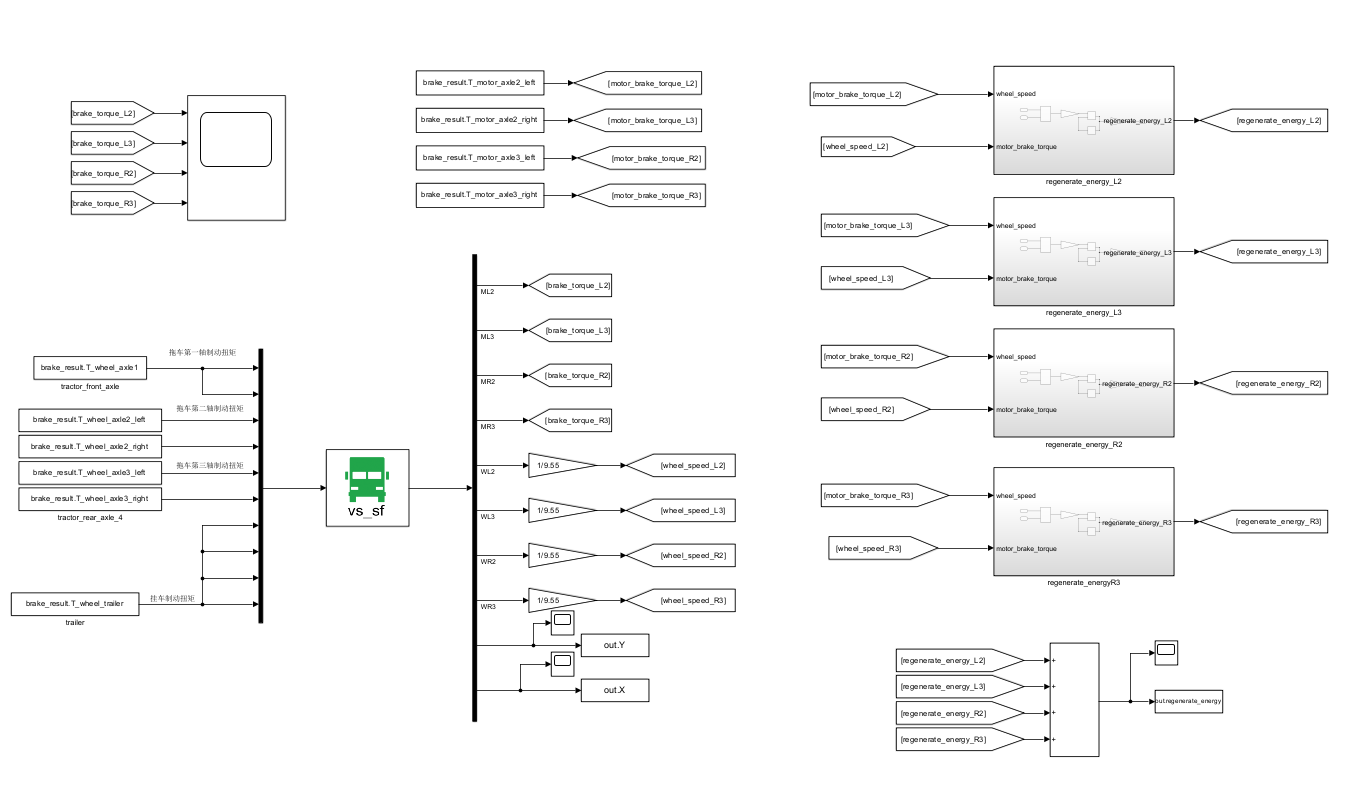 [brake_torque_L2]
[brake_torque_L3]
[brake_torque_R2]
[brake_torque_R3]
brake_result.T_motor_axle2_left
[motor_brake_torque_L2]
brake_result.T_motor_axle2_right
[motor_brake_torque_L3]
brake_result.T_motor_axle3_left
[motor_brake_torque_R2]
brake_result.T_motor_axle3_right
[motor_brake_torque_R3]
拖车第一轴制动扭矩
brake_result.T_wheel_axle1
tractor_front_axle
拖车第二轴制动扭矩
brake_result.T_wheel_axle2_left
brake_result.T_wheel_axle2_right
拖车第三轴制动扭矩
brake_result.T_wheel_axle3_left
brake_result.T_wheel_axle3_right
tractor_rear_axle_4
挂车制动扭矩
brake_result.T_wheel_trailer
trailer
vs_sf
ML2
[brake_torque_L2]
ML3
[brake_torque_L3]
MR2
[brake_torque_R2]
MR3
[brake_torque_R3]
WL2
1/9.55
[wheel_speed_L2]
WL3
1/9.55
[wheel_speed_L3]
WR2
1/9.55
[wheel_speed_R2]
WR3
1/9.55
[wheel_speed_R3]
out.Y
out.X
[motor_brake_torque_L2]
[wheel_speed_L2]
wheel_speed
motor_brake_torque
regenerate_energy_L2
[regenerate_energy_L2]
regenerate_energy_L2
[motor_brake_torque_L3]
[wheel_speed_L3]
wheel_speed
motor_brake_torque
regenerate_energy_L3
[regenerate_energy_L3]
regenerate_energy_L3
[motor_brake_torque_R2]
[wheel_speed_R2]
wheel_speed
motor_brake_torque
regenerate_energy_R2
[regenerate_energy_R2]
regenerate_energy_R2
[motor_brake_torque_R3]
[wheel_speed_R3]
wheel_speed
motor_brake_torque
regenerate_energy_R3
[regenerate_energy_R3]
regenerate_energyR3
[regenerate_energy_L2]
+
[regenerate_energy_L3]
+
[regenerate_energy_R2]
+
[regenerate_energy_R3]
+
out.regenerate_energy